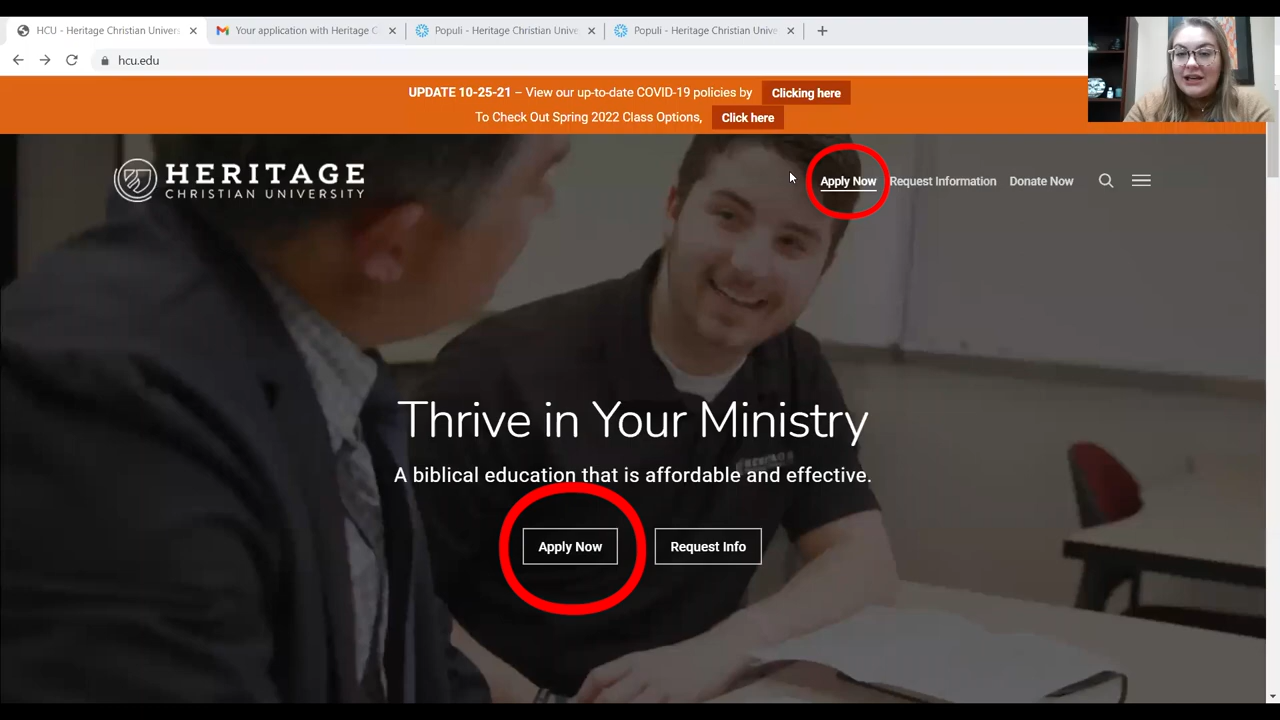 HCU - Heritage Christian Univers
Your application with Heritage C
Populi - Heritage Christian Unive
Populi - Heritage Christian Unive
hcu.edu
UPDATE 10-25-21 – View our up-to-date COVID-19 policies by Clicking here
To Check Out Spring 2022 Class Options, Click here
HERITAGE
CHRISTIAN UNIVERSITY
Apply Now Request Information Donate Now
Thrive in Your Ministry
A biblical education that is affordable and effective.
Apply Now Request Info